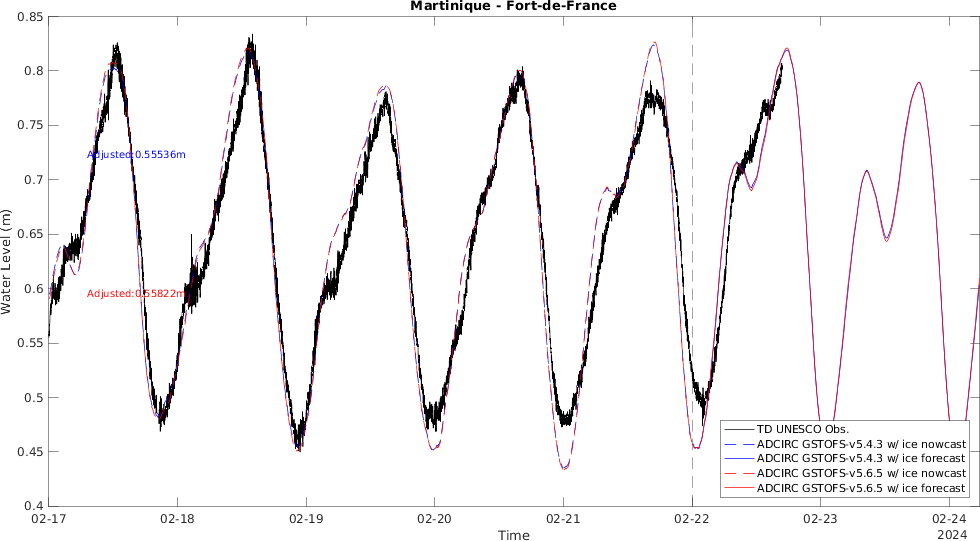 Martinique - Fort-de-France
Water Level (m)
0.85
0.8
0.75
0.7
0.65
0.6
0.55
0.5
0.45
0.4
Adjusted:0.55536m
Adjusted:0.55822m
TD UNESCO Obs.
ADCIRC GSTOFS-v5.4.3 w/ ice nowcast
ADCIRC GSTOFS-v5.4.3 w/ ice forecast
ADCIRC GSTOFS-v5.6.5 w/ ice nowcast
ADCIRC GSTOFS-v5.6.5 w/ ice forecast
02-17 02-18 02-19 02-20 02-21 02-22 02-23 02-24
Time
2024